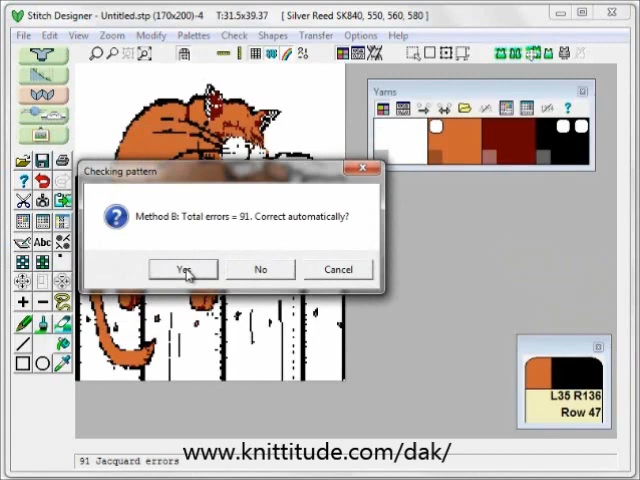 Stitch Designer - Untitled.stp (170x200)-4 T:31.5x39.37 [ Silver Reed SK840, 550, 560, 580 ]
File Edit View Zoom Modify Palettes Check Shapes Transfer Options Help
Yarns
Checking pattern
Method B: Total errors = 91. Correct automatically?
Yes No Cancel
Abc
L35 R136
Row 47
www.knittitude.com/dak/
91 Jacquard errors